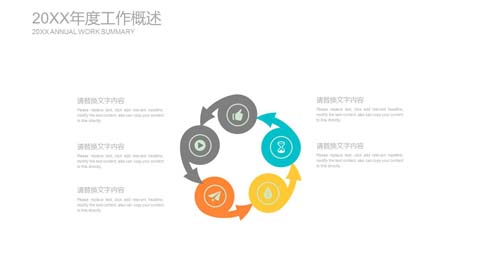 20XX年度工作概述
20XX ANNUAL WORK SUMMARY
请替换文字内容
Please replace text, click add relevant headline,
modify the text content, also can copy your content
to this directly.
请替换文字内容
Please replace text, click add relevant headline,
modify the text content, also can copy your content
to this directly.
请替换文字内容
Please replace text, click add relevant headline,
modify the text content, also can copy your content
to this directly.
请替换文字内容
Please replace text, click add relevant headline,
modify the text content, also can copy your content
to this directly.
请替换文字内容
Please replace text, click add relevant headline,
modify the text content, also can copy your content
to this directly.